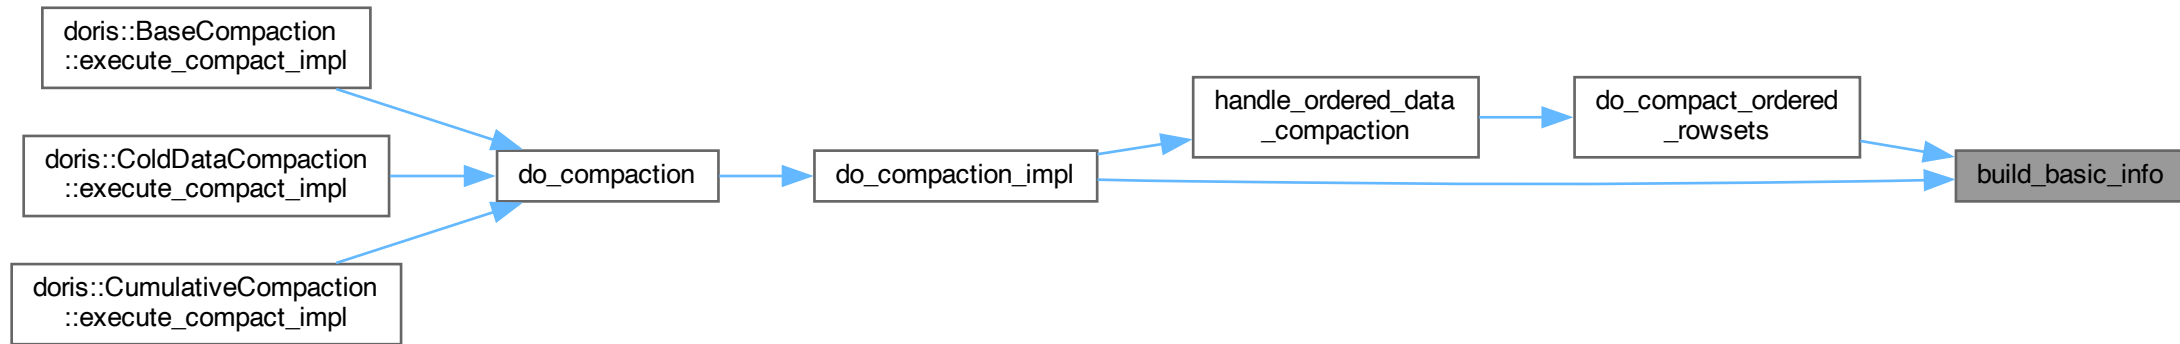 doris::BaseCompaction
::execute_compact_impl
doris::ColdDataCompaction
::execute_compact_impl
doris::CumulativeCompaction
::execute_compact_impl
do_compaction
do_compaction_impl
handle_ordered_data
_compaction
do_compact_ordered
_rowsets
build_basic_info